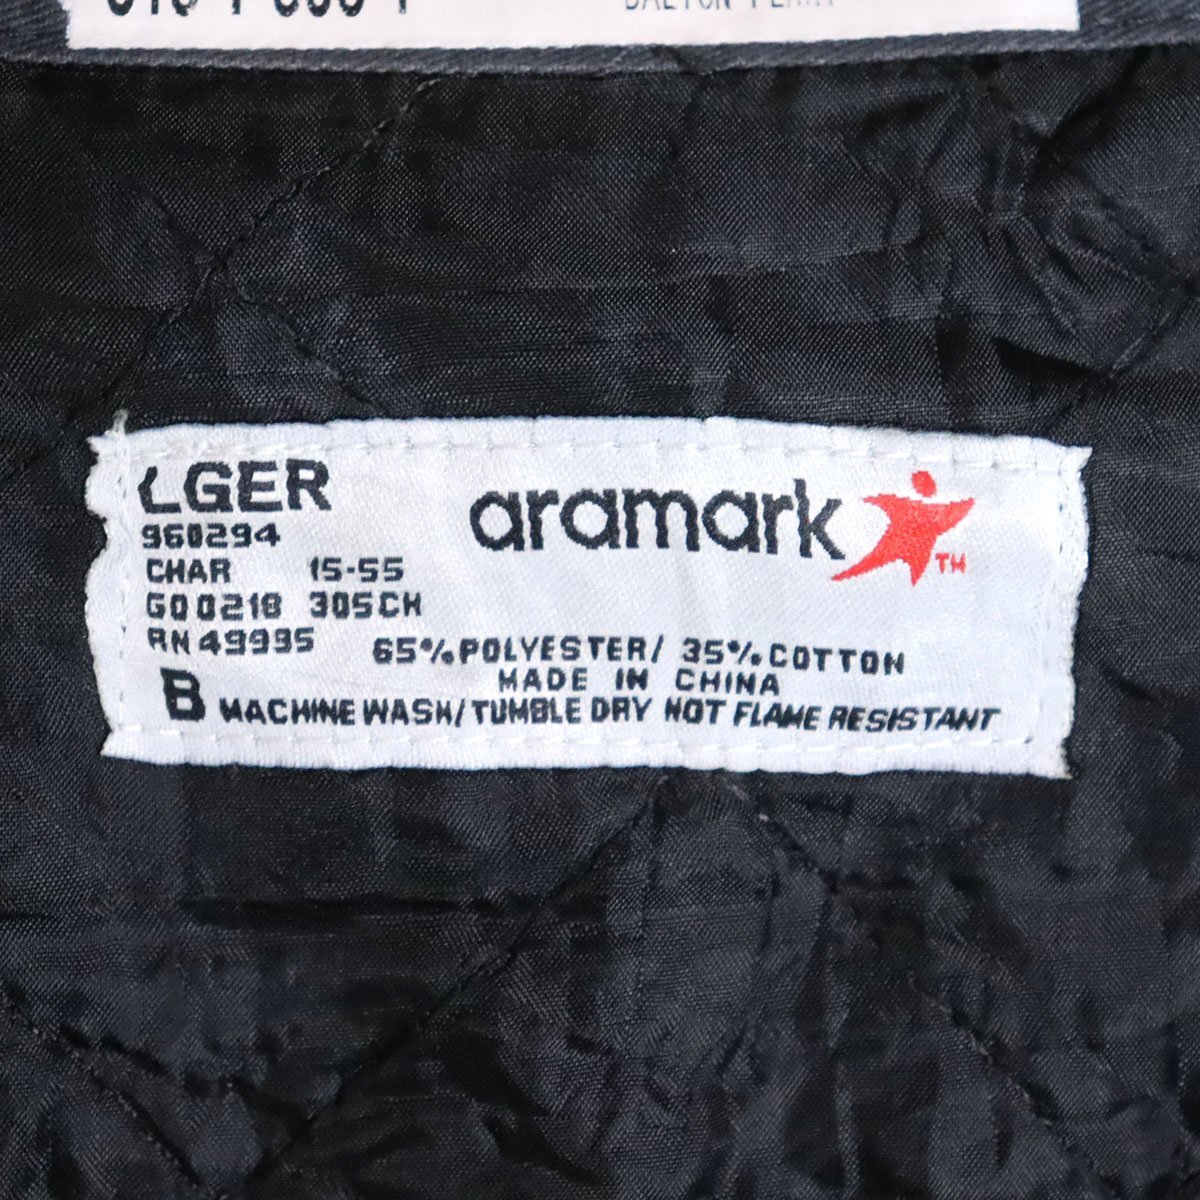 LGER
aramark TM
960294
CHAR 15-55
GO0218 305CH
RN 49995
65% POLYESTER/ 35% COTTON
MADE IN CHINA
B MACHINE WASH/TUMBLE DRY NOT FLAME RESISTANT